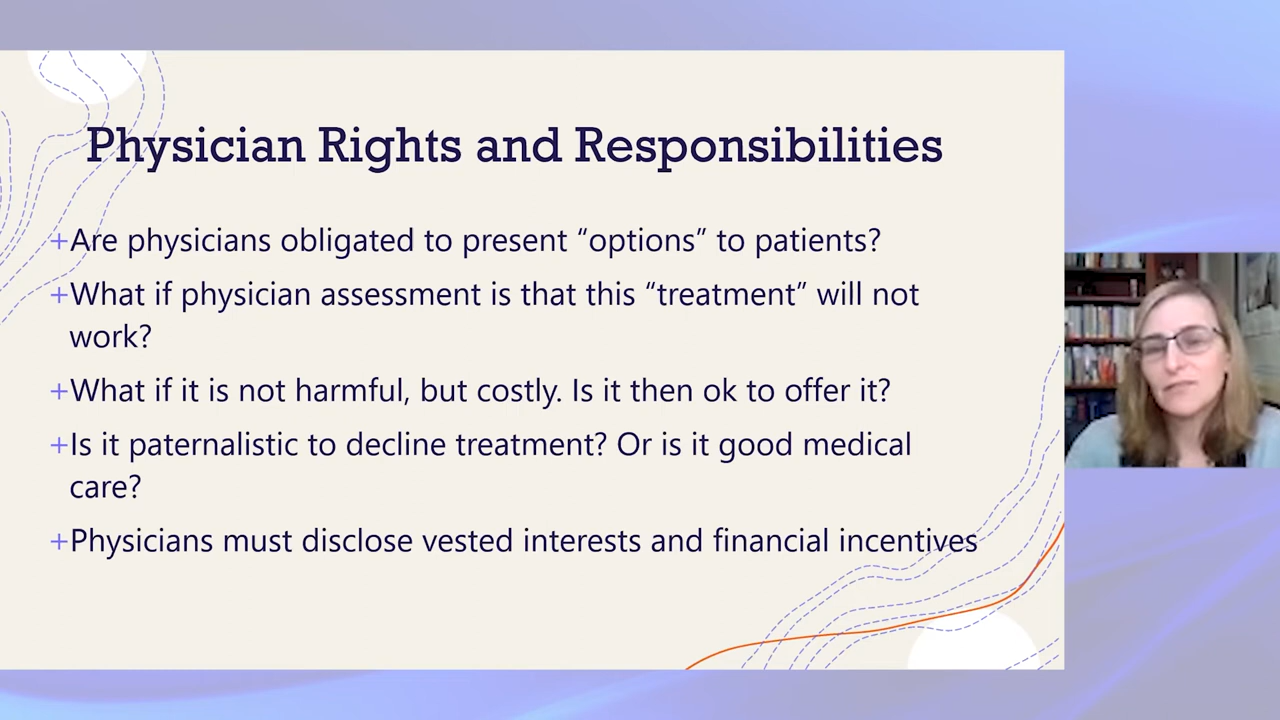 Physician Rights and Responsibilities
+Are physicians obligated to present “options” to patients?
+What if physician assessment is that this “treatment” will not
work?
+What if it is not harmful, but costly. Is it then ok to offer it?
+Is it paternalistic to decline treatment? Or is it good medical
care?
+Physicians must disclose vested interests and financial incentives